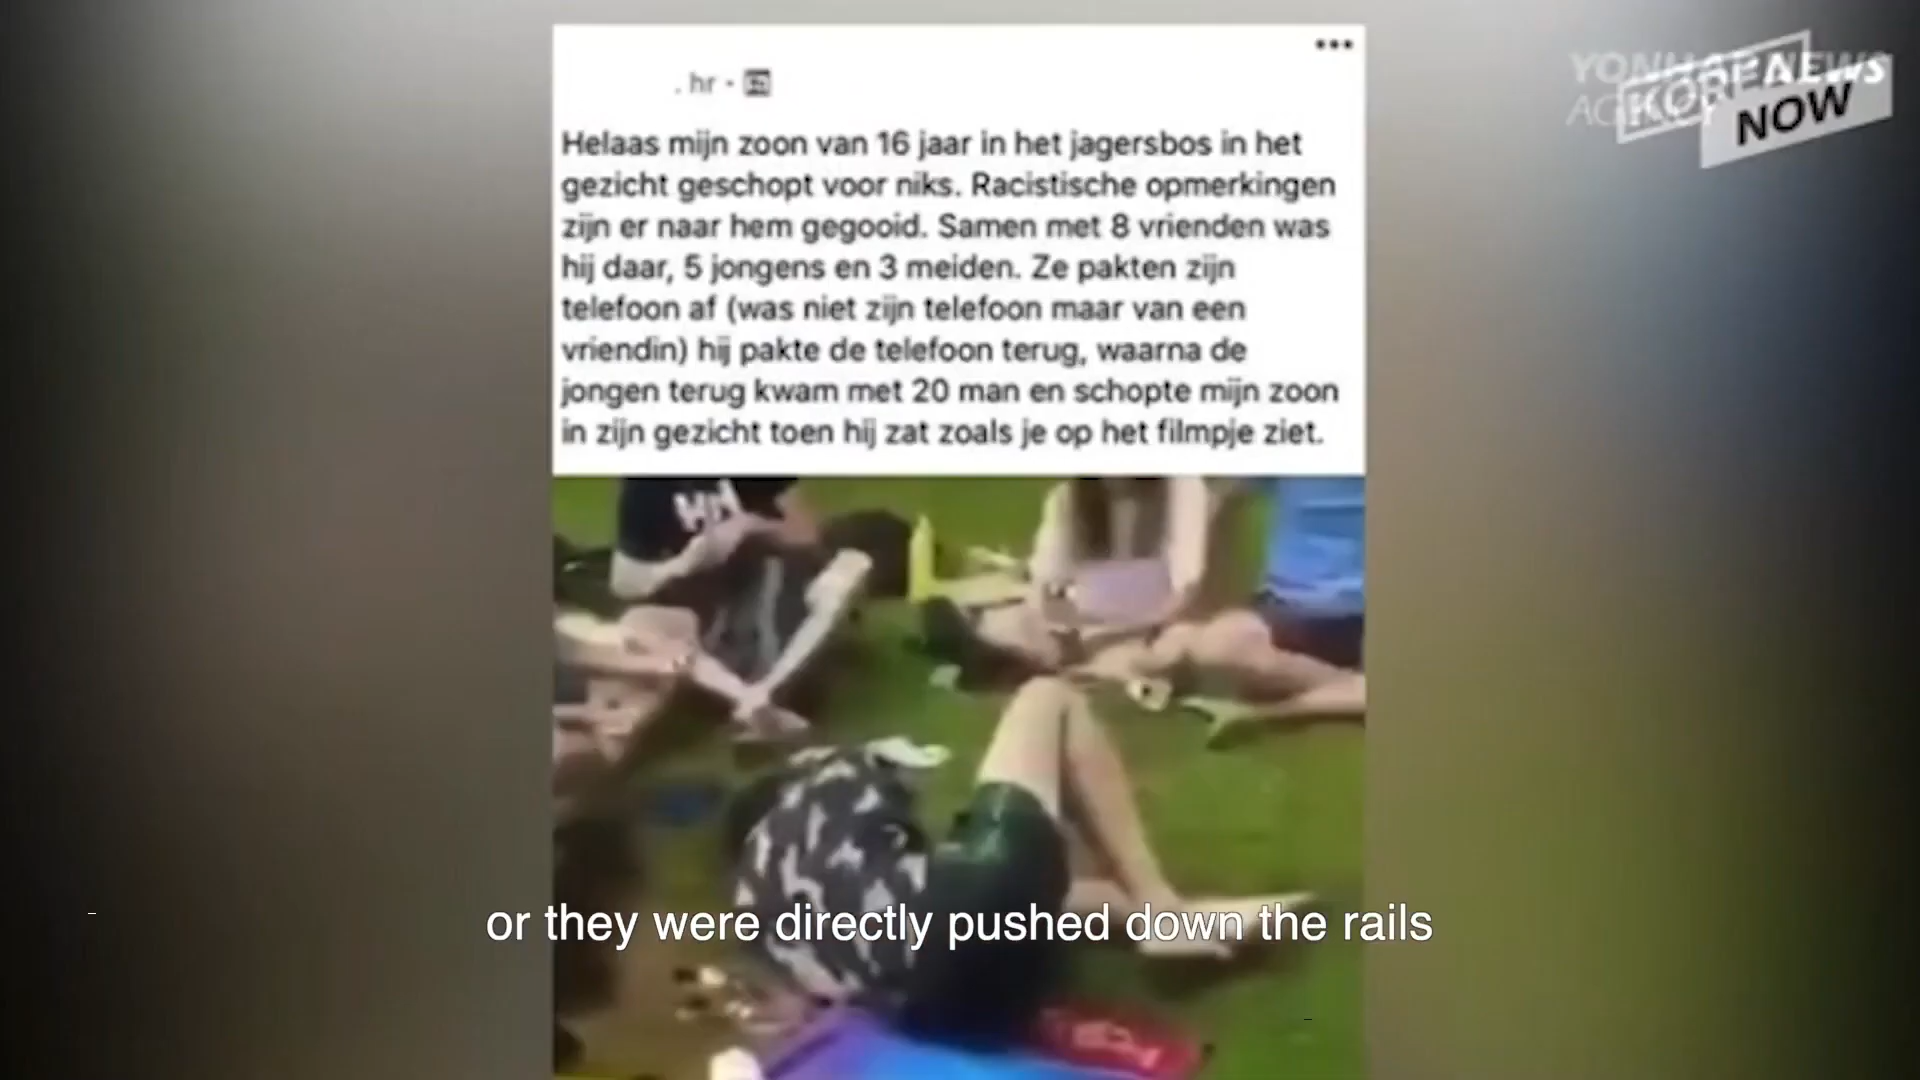 YONHAP NEWS
AGENCY
KOREA
NOW
. hr •
Helaas mijn zoon van 16 jaar in het jagersbos in het
gezicht geschopt voor niks. Racistische opmerkingen
zijn er naar hem gegooid. Samen met 8 vrienden was
hij daar, 5 jongens en 3 meiden. Ze pakten zijn
telefoon af (was niet zijn telefoon maar van een
vriendin) hij pakte de telefoon terug, waarna de
jongen terug kwam met 20 man en schopte mijn zoon
in zijn gezicht toen hij zat zoals je op het filmpje ziet.
HH
or they were directly pushed down the rails